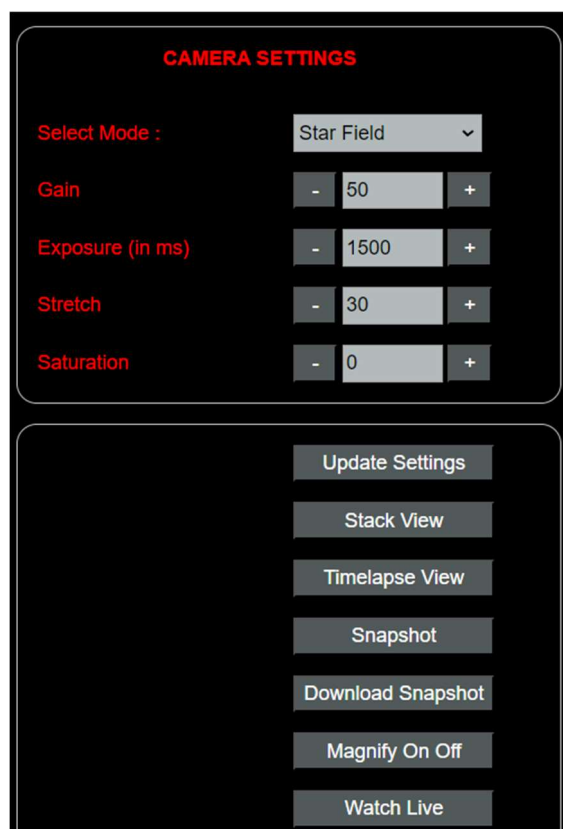 CAMERA SETTINGS
Select Mode : Star Field
Gain - 50 +
Exposure (in ms) - 1500 +
Stretch - 30 +
Saturation - 0 +
Update Settings
Stack View
Timelapse View
Snapshot
Download Snapshot
Magnify On Off
Watch Live